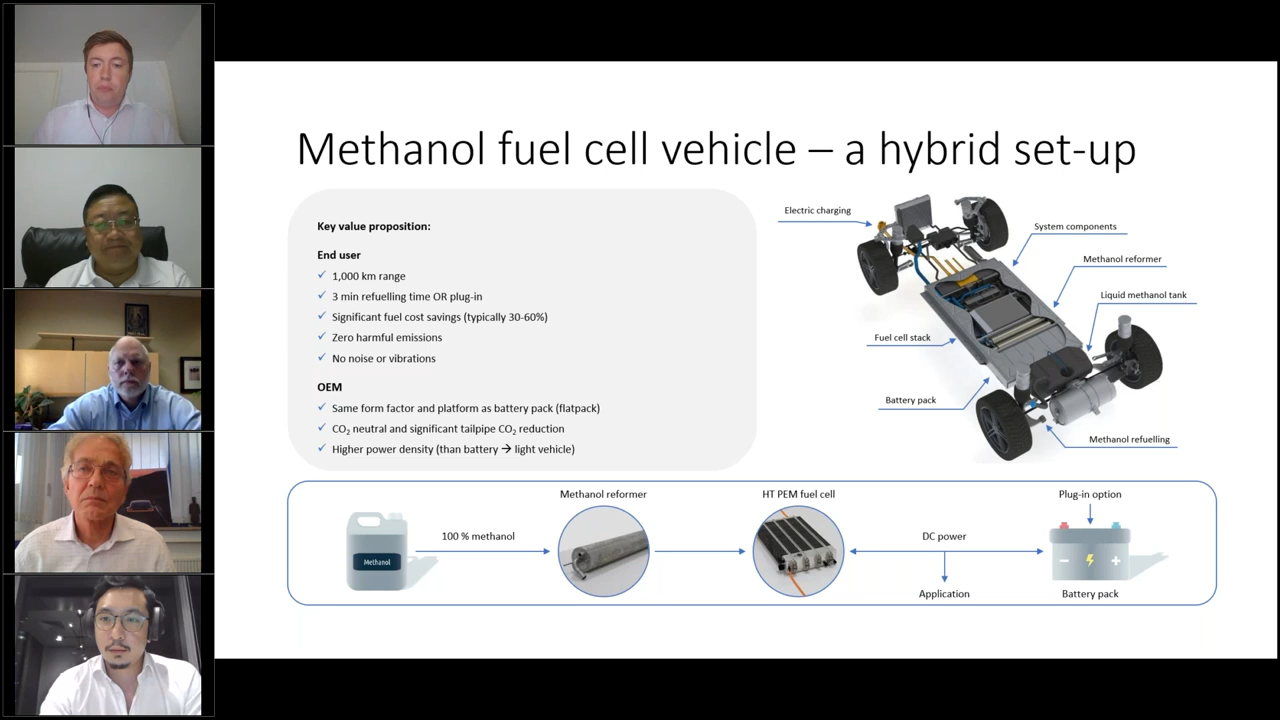 Methanol fuel cell vehicle – a hybrid set-up
Key value proposition:
End user
✓ 1,000 km range
✓ 3 min refuelling time OR plug-in
✓ Significant fuel cost savings (typically 30-60%)
✓ Zero harmful emissions
✓ No noise or vibrations
OEM
✓ Same form factor and platform as battery pack (flatpack)
✓ CO₂ neutral and significant tailpipe CO₂ reduction
✓ Higher power density (than battery → light vehicle)
Electric charging
System components
Methanol reformer
Liquid methanol tank
Fuel cell stack
Battery pack
Methanol refuelling
Methanol reformer
HT PEM fuel cell
Plug-in option
100 % methanol
DC power
Methanol
Application
Battery pack